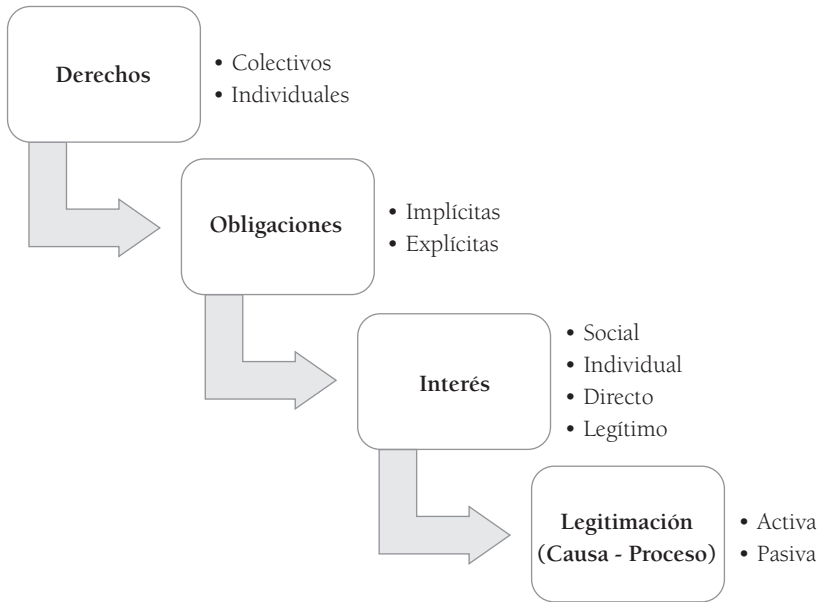 Derechos
• Colectivos
• Individuales
Obligaciones
• Implícitas
• Explícitas
Interés
• Social
• Individual
• Directo
• Legítimo
Legitimación
(Causa - Proceso)
• Activa
• Pasiva